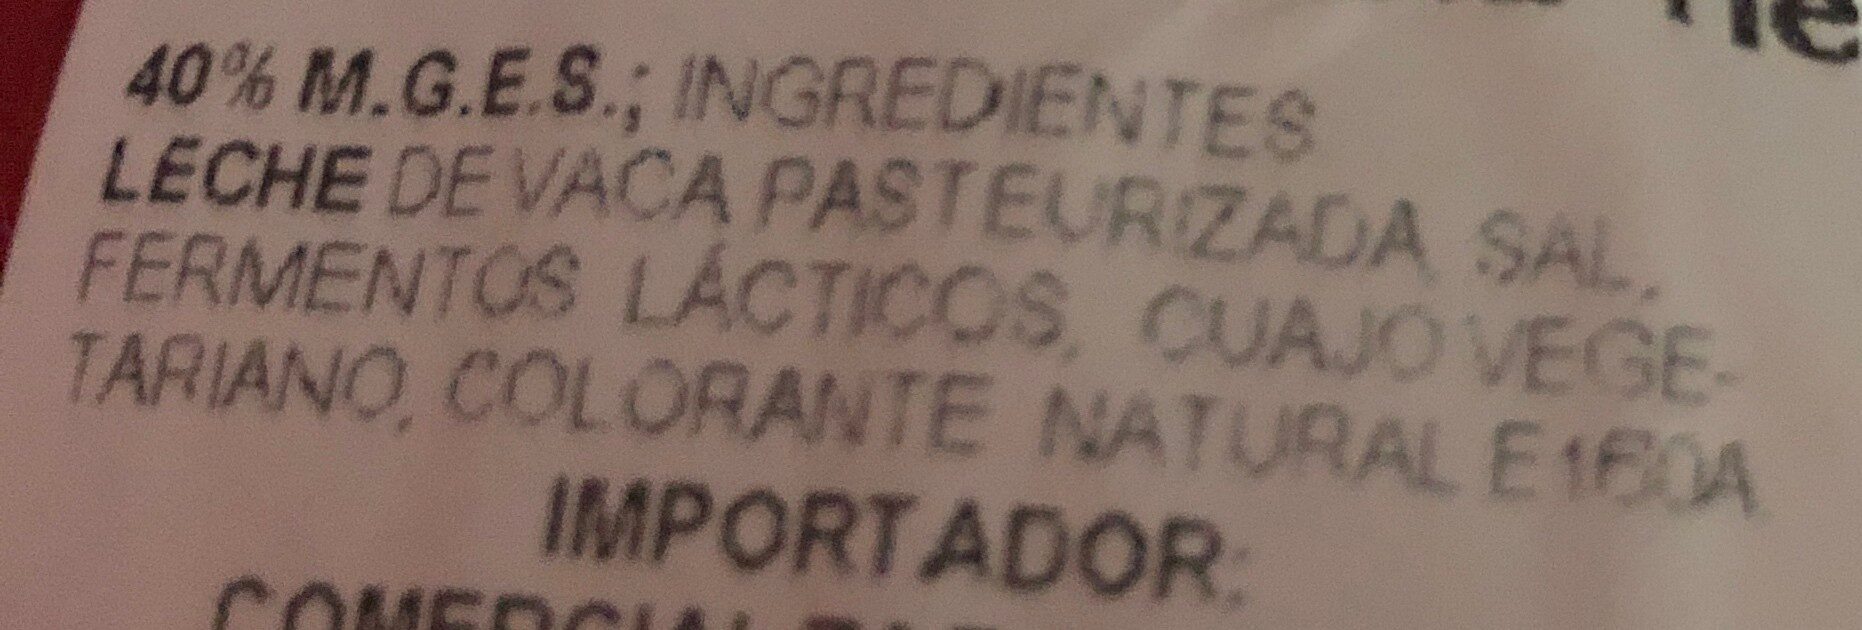 40% M.G.E.S.; INGREDIENTES
LECHE DE VACA PASTEURIZADA SAL,
FERMENTOS LÁCTICOS, CUAJO VEGE-
TARIANO, COLORANTE NATURAL E160A
IMPORTADOR: